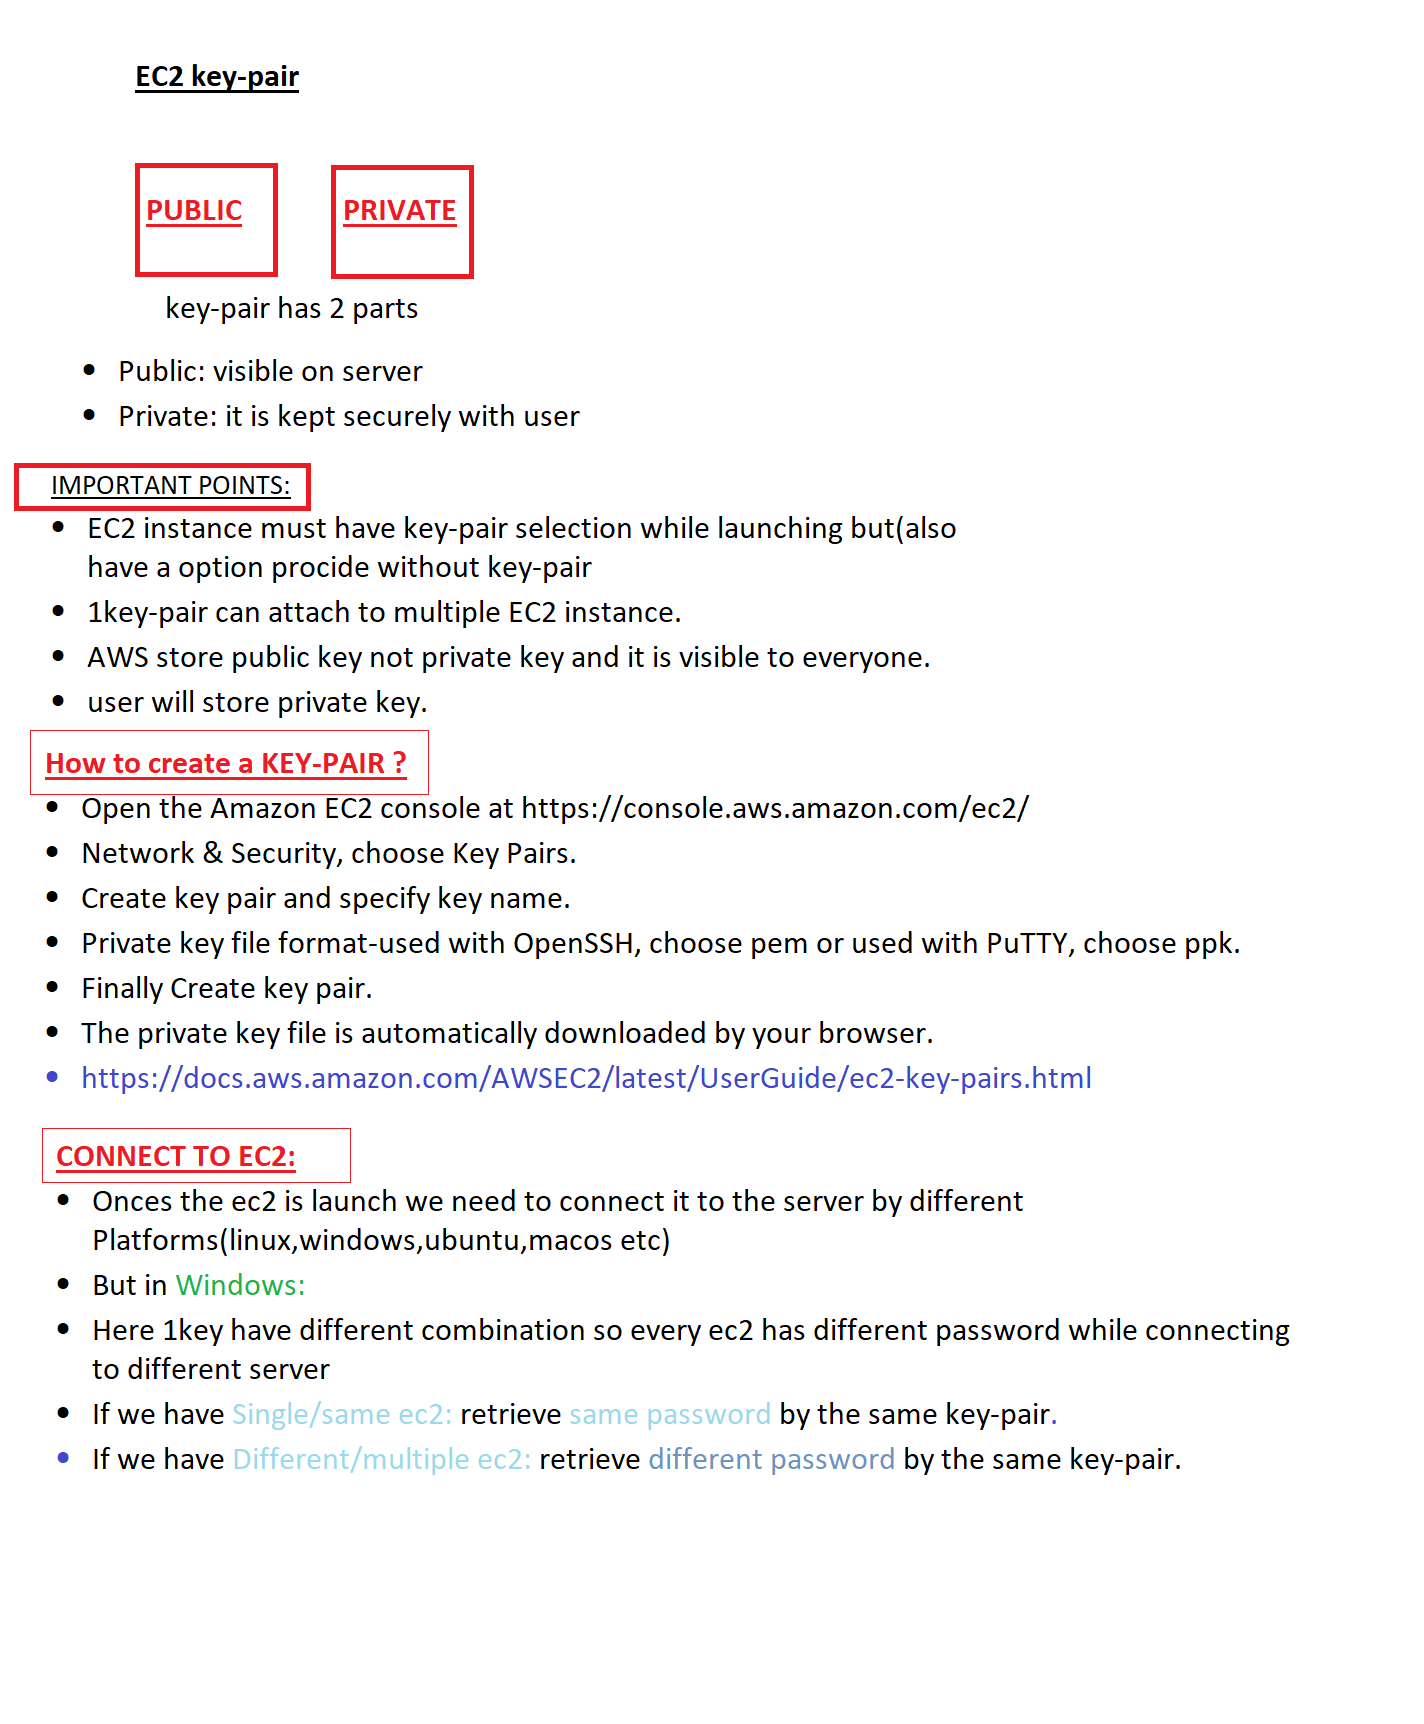 EC2 key-pair
PUBLIC
PRIVATE
key-pair has 2 parts
• Public: visible on server
• Private: it is kept securely with user
IMPORTANT POINTS:
• EC2 instance must have key-pair selection while launching but(also
have a option procide without key-pair
• 1key-pair can attach to multiple EC2 instance.
• AWS store public key not private key and it is visible to everyone.
• user will store private key.
How to create a KEY-PAIR ?
• Open the Amazon EC2 console at https://console.aws.amazon.com/ec2/
• Network & Security, choose Key Pairs.
• Create key pair and specify key name.
• Private key file format-used with OpenSSH, choose pem or used with PuTTY, choose ppk.
• Finally Create key pair.
• The private key file is automatically downloaded by your browser.
• https://docs.aws.amazon.com/AWSEC2/latest/UserGuide/ec2-key-pairs.html
CONNECT TO EC2:
• Onces the ec2 is launch we need to connect it to the server by different
Platforms(linux,windows,ubuntu,macos etc)
• But in Windows:
• Here 1key have different combination so every ec2 has different password while connecting
to different server
• If we have Single/same ec2: retrieve same password by the same key-pair.
• If we have Different/multiple ec2: retrieve different password by the same key-pair.